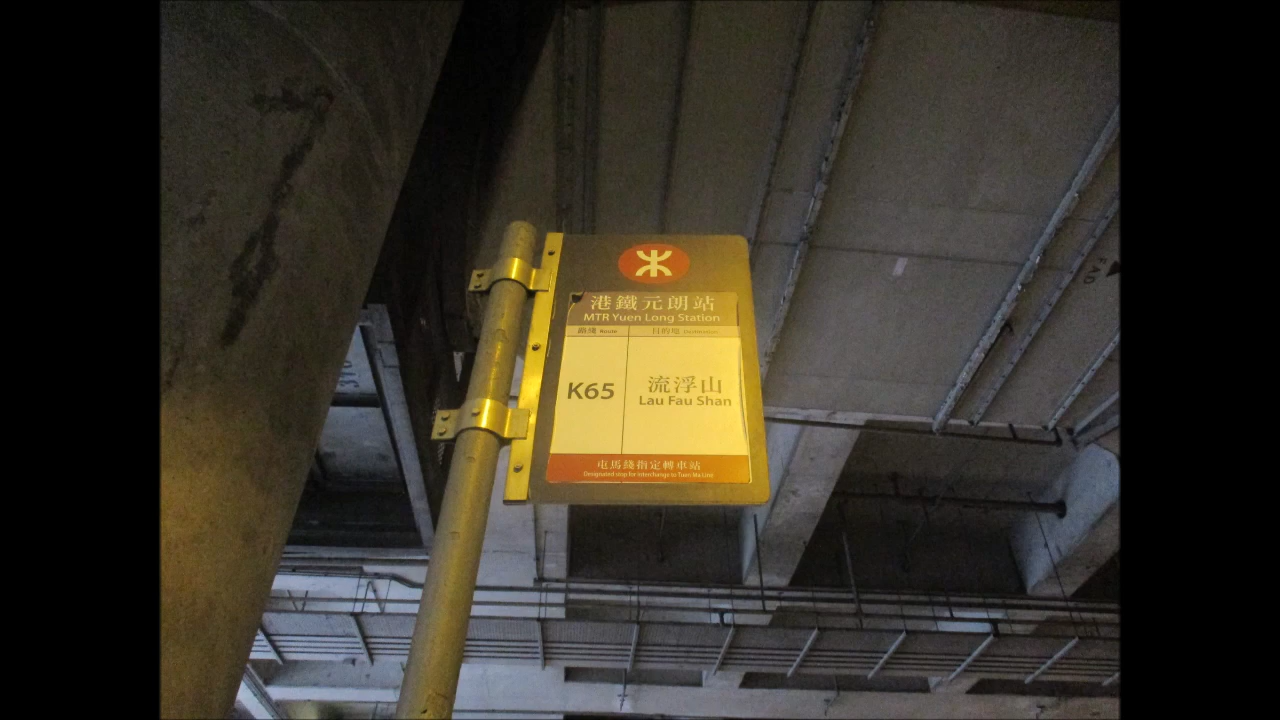 港鐵元朗站
MTR Yuen Long Station
路綫 Route 目的地 Destination
K65
流浮山
Lau Fau Shan
屯馬綫指定轉車站
Designated stop for interchange to Tuen Ma Line
FAD